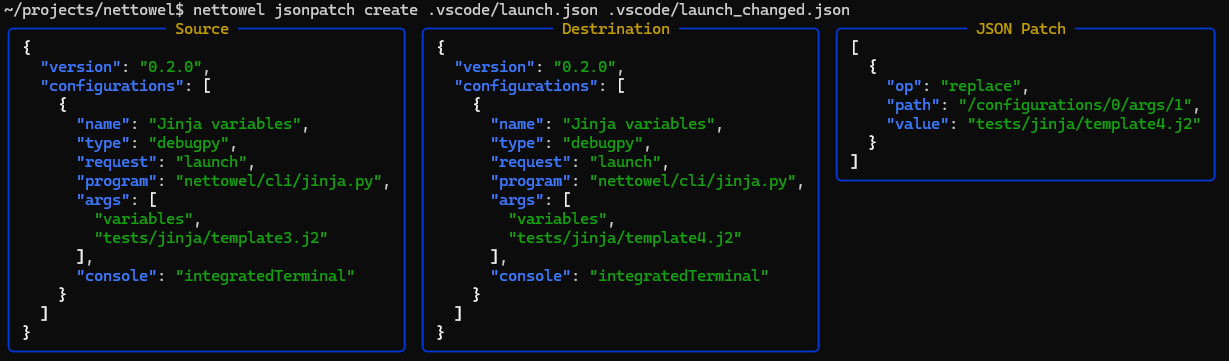 ~/projects/nettowel$ nettowel jsonpatch create .vscode/launch.json .vscode/launch_changed.json
Source
{
  "version": "0.2.0",
  "configurations": [
    {
      "name": "Jinja variables",
      "type": "debugpy",
      "request": "launch",
      "program": "nettowel/cli/jinja.py",
      "args": [
        "variables",
        "tests/jinja/template3.j2"
      ],
      "console": "integratedTerminal"
    }
  ]
}
Destrination
{
  "version": "0.2.0",
  "configurations": [
    {
      "name": "Jinja variables",
      "type": "debugpy",
      "request": "launch",
      "program": "nettowel/cli/jinja.py",
      "args": [
        "variables",
        "tests/jinja/template4.j2"
      ],
      "console": "integratedTerminal"
    }
  ]
}
JSON Patch
[
  {
    "op": "replace",
    "path": "/configurations/0/args/1",
    "value": "tests/jinja/template4.j2"
  }
]